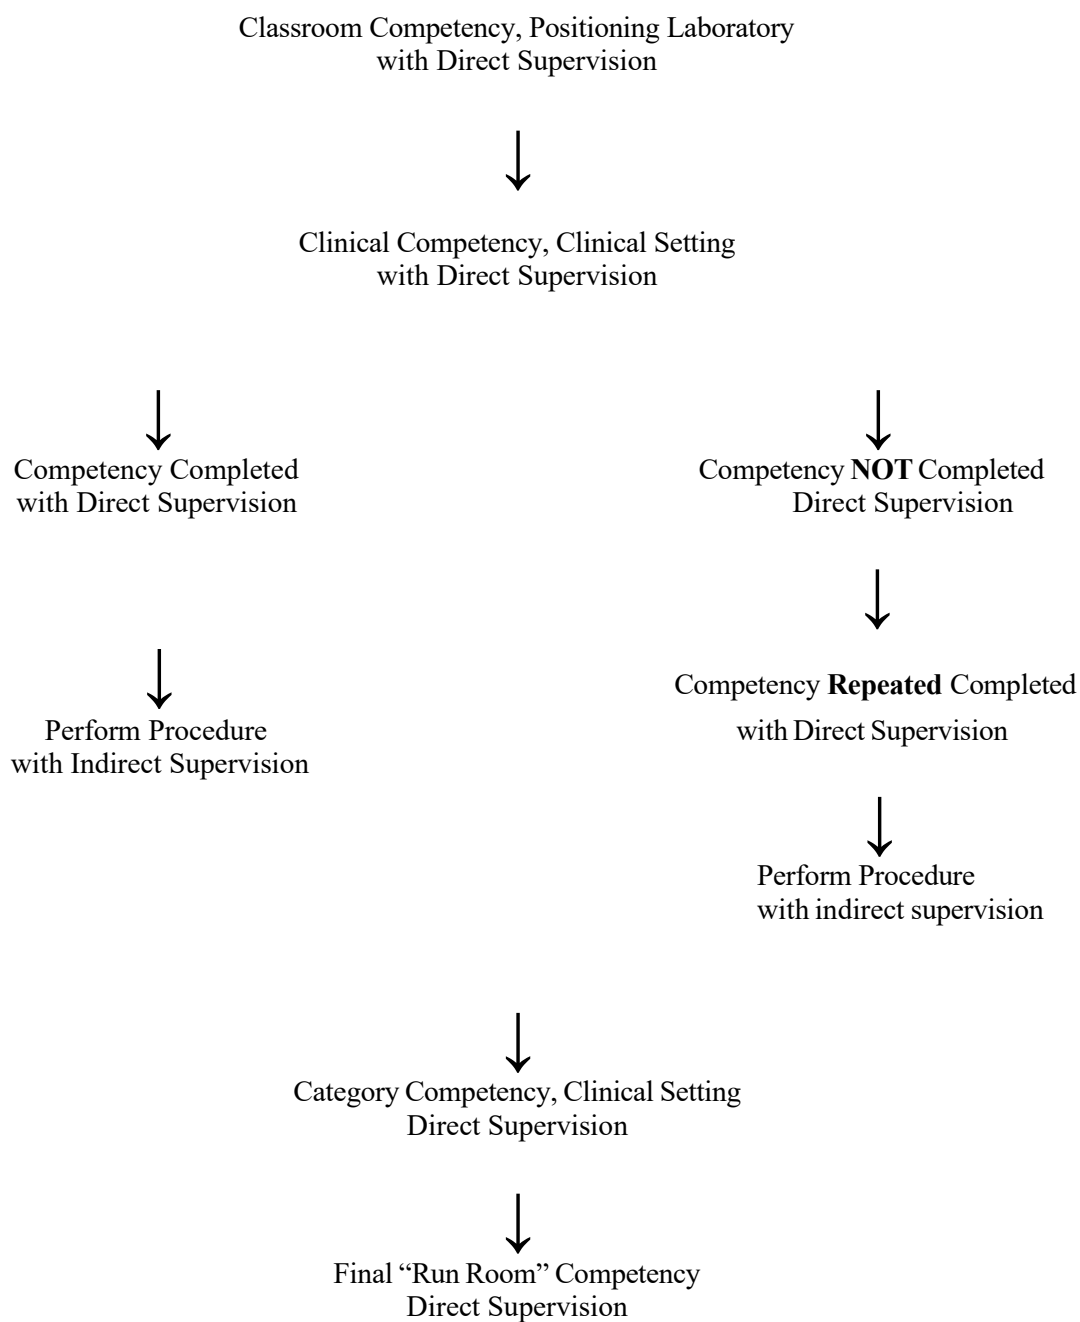 Classroom Competency, Positioning Laboratory
with Direct Supervision
Clinical Competency, Clinical Setting
with Direct Supervision
Competency Completed
with Direct Supervision
Competency NOT Completed
Direct Supervision
Perform Procedure
with Indirect Supervision
Competency Repeated Completed
with Direct Supervision
Perform Procedure
with indirect supervision
Category Competency, Clinical Setting
Direct Supervision
Final “Run Room” Competency
Direct Supervision